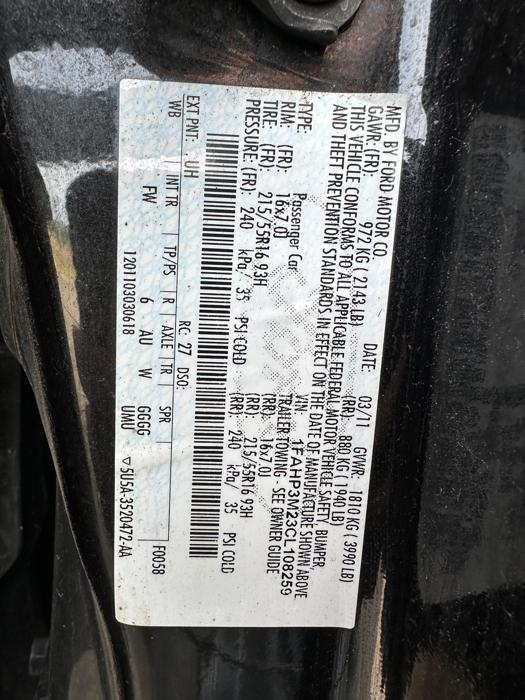 MFD. BY FORD MOTOR CO.
DATE: 03/11 GVWR: 1810 KG ( 3990 LB)
GAWR: (FR): 972 KG ( 2143 LB) (RR): 880 KG ( 1940 LB)
THIS VEHICLE CONFORMS TO ALL APPLICABLE FEDERAL MOTOR VEHICLE SAFETY, BUMPER,
AND THEFT PREVENTION STANDARDS IN EFFECT ON THE DATE OF MANUFACTURE SHOWN ABOVE
VIN: 1FAHP3M23CL108259
TYPE: Passenger Car TRAILER TOWING - SEE OWNER GUIDE
RIM: (FR): 16x7.0J (RR): 16x7.0J
TIRE: (FR): 215/55R16 93H (RR): 215/55R16 93H
PRESSURE: (FR): 240 kPa/ 35 PSI COLD (RR): 240 kPa/ 35 PSI COLD
EXT PNT: UH RC: 27 DSO: F0058
WB INT TR TP/PS R AXLE TR SPR
FW 6 AU W GGGG UMU
1201103030618 ▽5U5A-3520472-AA